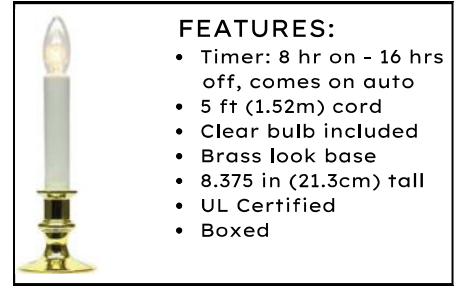 FEATURES:
• Timer: 8 hr on - 16 hrs
off, comes on auto
• 5 ft (1.52m) cord
• Clear bulb included
• Brass look base
• 8.375 in (21.3cm) tall
• UL Certified
• Boxed